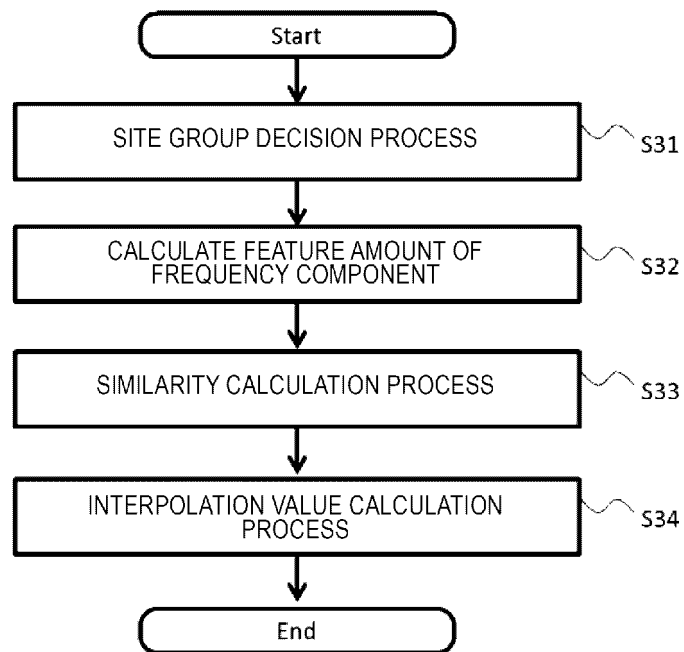 Start
SITE GROUP DECISION PROCESS
S31
CALCULATE FEATURE AMOUNT OF
FREQUENCY COMPONENT
S32
SIMILARITY CALCULATION PROCESS
S33
INTERPOLATION VALUE CALCULATION
PROCESS
S34
End